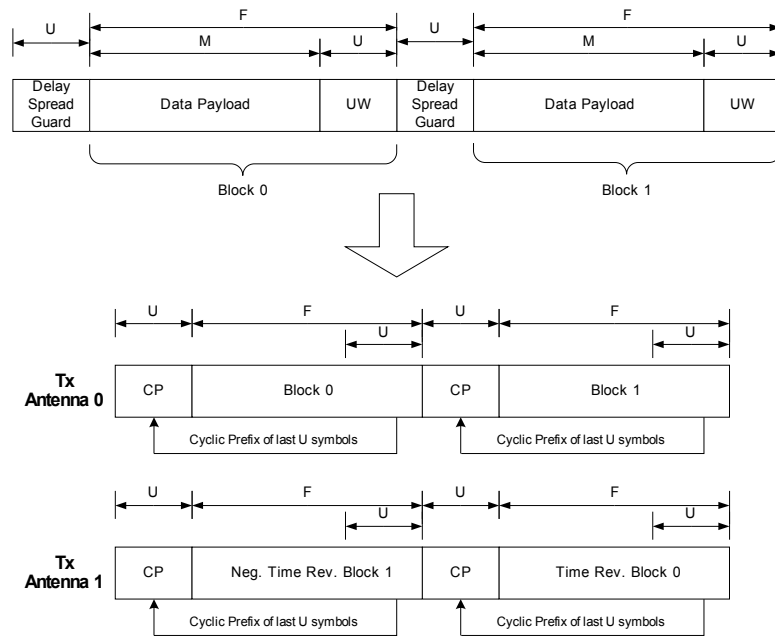 F F
U U
M U M U
Delay Spread Guard Data Payload UW Delay Spread Guard Data Payload UW
Block 0 Block 1
U F U F
U U
Tx Antenna 0 CP Block 0 CP Block 1
Cyclic Prefix of last U symbols Cyclic Prefix of last U symbols
U F U F
U U
Tx Antenna 1 CP Neg. Time Rev. Block 1 CP Time Rev. Block 0
Cyclic Prefix of last U symbols Cyclic Prefix of last U symbols